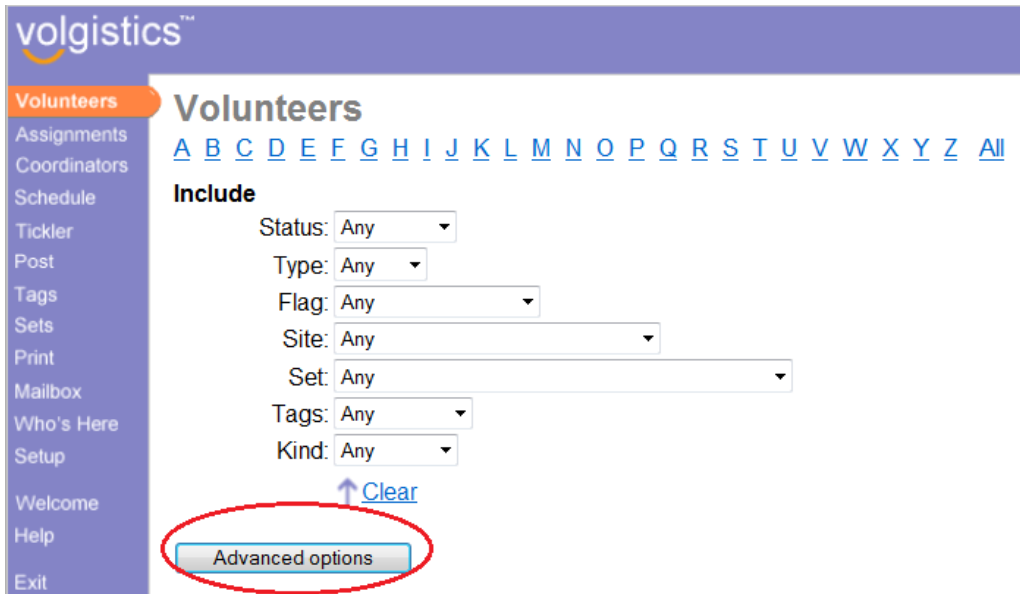 volgistics™
Volunteers
Assignments
Coordinators
Schedule
Tickler
Post
Tags
Sets
Print
Mailbox
Who's Here
Setup
Welcome
Help
Exit
Volunteers
A B C D E F G H I J K L M N O P Q R S T U V W X Y Z All
Include
Status: Any
Type: Any
Flag: Any
Site: Any
Set: Any
Tags: Any
Kind: Any
Clear
Advanced options